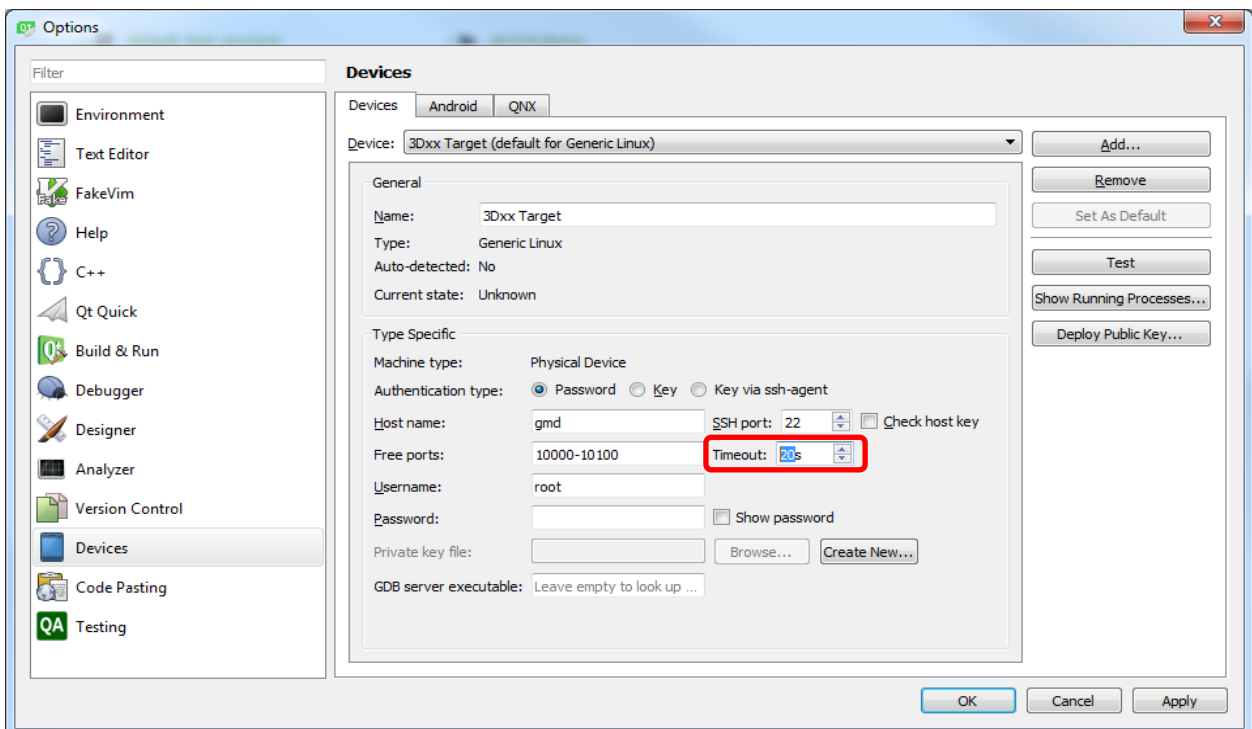 Options
Filter
Environment
Text Editor
FakeVim
Help
C++
Qt Quick
Build & Run
Debugger
Designer
Analyzer
Version Control
Devices
Code Pasting
QA Testing
Devices
Devices Android QNX
Device: 3Dxx Target (default for Generic Linux)
General
Name: 3Dxx Target
Type: Generic Linux
Auto-detected: No
Current state: Unknown
Type Specific
Machine type: Physical Device
Authentication type: Password Key Key via ssh-agent
Host name: gmd SSH port: 22 Check host key
Free ports: 10000-10100 Timeout: 20s
Username: root
Password: Show password
Private key file: Browse... Create New...
GDB server executable: Leave empty to look up ...
Add...
Remove
Set As Default
Test
Show Running Processes...
Deploy Public Key...
OK Cancel Apply